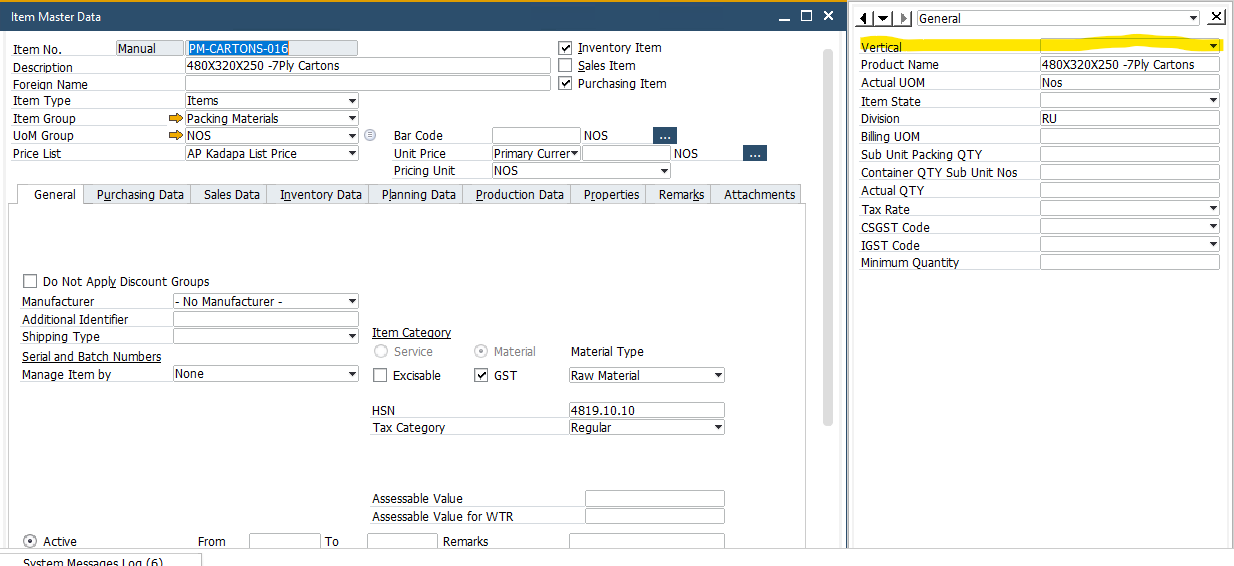 Item Master Data
General
Item No. Manual PM-CARTONS-016
Description 480X320X250 -7Ply Cartons
Foreign Name
Item Type Items
Item Group Packing Materials
UoM Group NOS
Price List AP Kadapa List Price
Inventory Item
Sales Item
Purchasing Item
Bar Code NOS ...
Unit Price Primary Curren NOS ...
Pricing Unit NOS
General Purchasing Data Sales Data Inventory Data Planning Data Production Data Properties Remarks Attachments
Do Not Apply Discount Groups
Manufacturer - No Manufacturer -
Additional Identifier
Shipping Type
Serial and Batch Numbers
Manage Item by None
Item Category
Service Material Material Type
Excisable GST Raw Material
HSN 4819.10.10
Tax Category Regular
Assessable Value
Assessable Value for WTR
Active From To Remarks
System Messages Log (6)
Vertical
Product Name 480X320X250 -7Ply Cartons
Actual UOM Nos
Item State
Division RU
Billing UOM
Sub Unit Packing QTY
Container QTY Sub Unit Nos
Actual QTY
Tax Rate
CSGST Code
IGST Code
Minimum Quantity